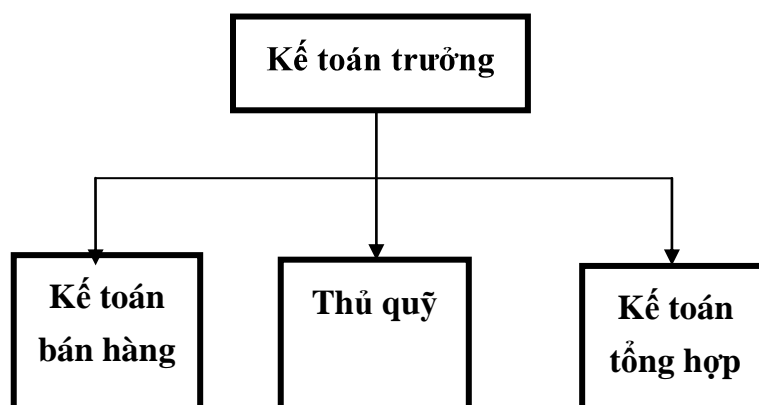 Kế toán trưởng
Kế toán
bán hàng
Thủ quỹ
Kế toán
tổng hợp